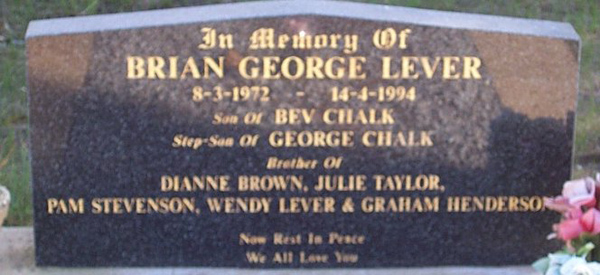 In Memory Of
BRIAN GEORGE LEVER
8-3-1972 - 14-4-1994
Son Of BEV CHALK
Step-Son Of GEORGE CHALK
Brother Of
DIANNE BROWN, JULIE TAYLOR,
PAM STEVENSON, WENDY LEVER & GRAHAM HENDERSON
Now Rest In Peace
We All Love You